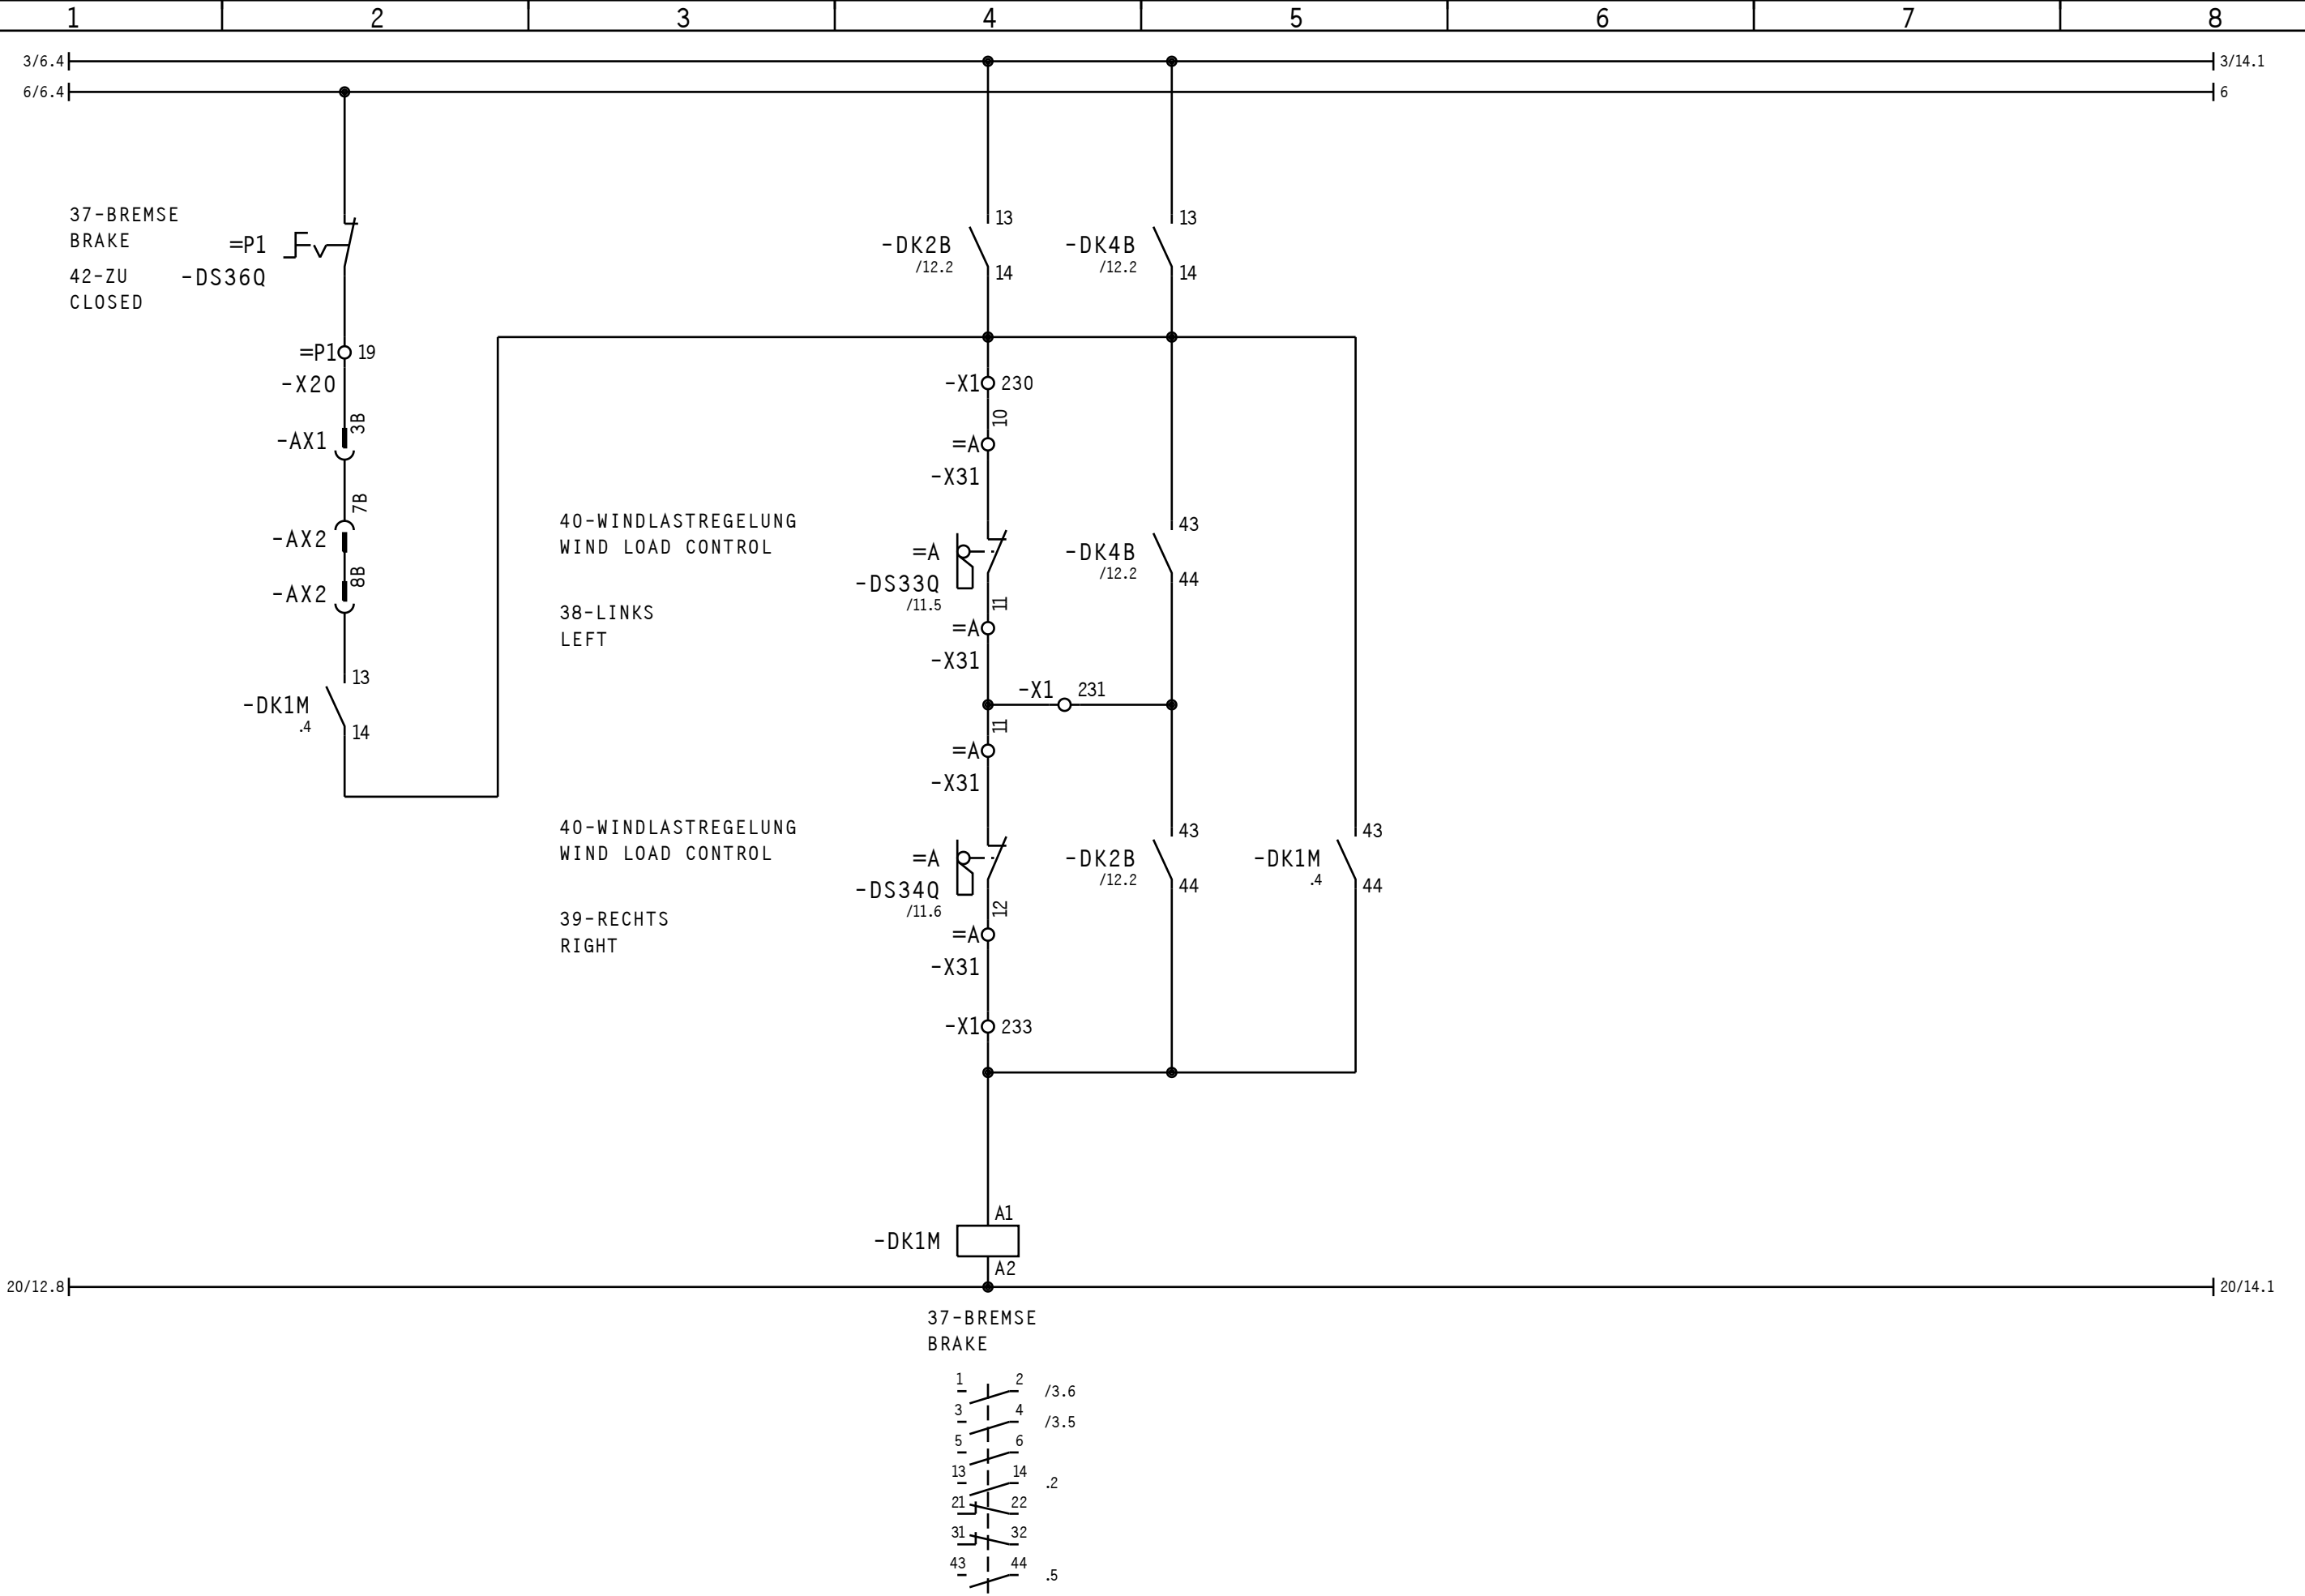 1 2 3 4 5 6 7 8
3/6.4 3/14.1
6/6.4 6
37-BREMSE
BRAKE
42-ZU
CLOSED
=P1
-DS36Q
=P1 19
-X20
3B
-AX1
7B
-AX2
8B
-AX2
13
-DK1M
.4
14
13
-DK2B
/12.2
14
13
-DK4B
/12.2
14
-X1 230
10
=A
-X31
40-WINDLASTREGELUNG
WIND LOAD CONTROL
38-LINKS
LEFT
=A
-DS33Q
/11.5
11
=A
-X31
43
-DK4B
/12.2
44
-X1 231
11
=A
-X31
40-WINDLASTREGELUNG
WIND LOAD CONTROL
39-RECHTS
RIGHT
=A
-DS34Q
/11.6
12
=A
-X31
43
-DK2B
/12.2
44
43
-DK1M
.4
44
-X1 233
A1
-DK1M
A2
20/12.8 20/14.1
37-BREMSE
BRAKE
1 2 /3.6
3 4 /3.5
5 6
13 14 .2
21 22
31 32
43 44 .5